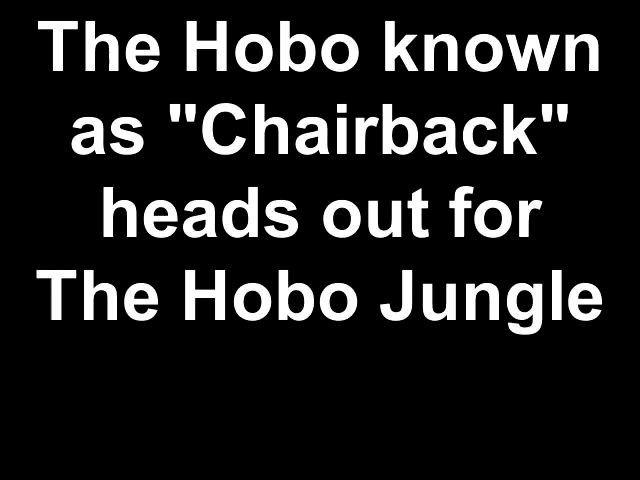 The Hobo known
as "Chairback"
heads out for
The Hobo Jungle